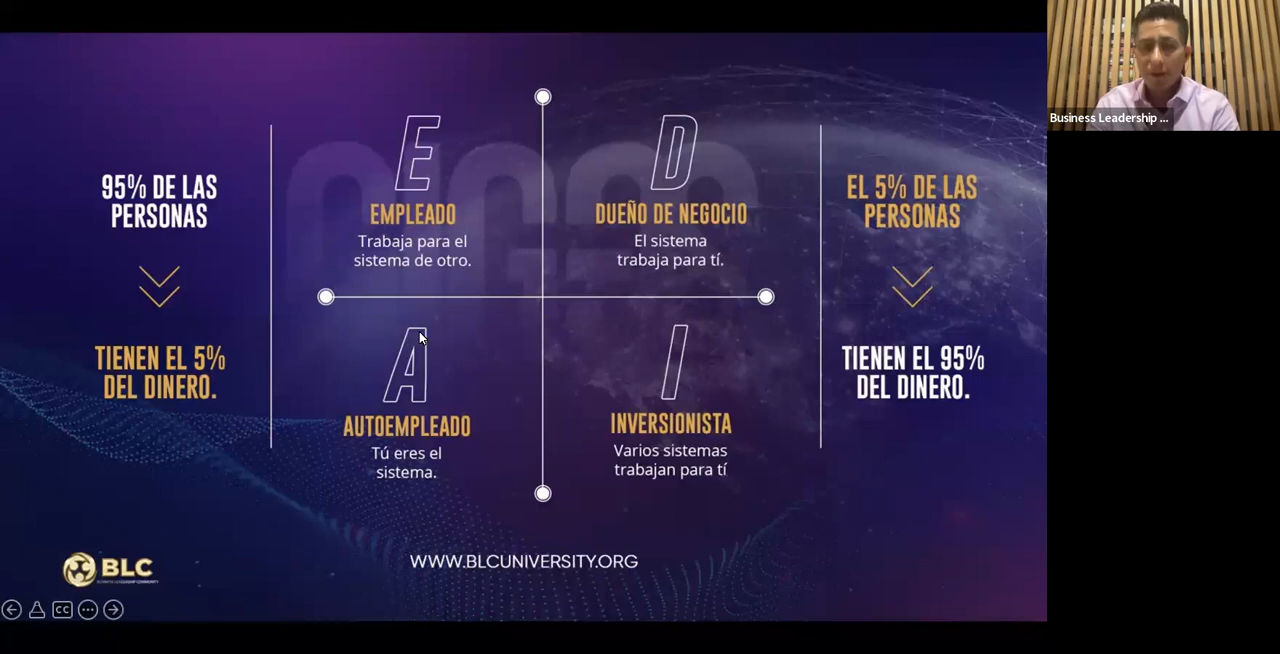 95% DE LAS
PERSONAS
TIENEN EL 5%
DEL DINERO.
E
EMPLEADO
Trabaja para el
sistema de otro.
D
DUEÑO DE NEGOCIO
El sistema
trabaja para tí.
A
AUTOEMPLEADO
Tú eres el
sistema.
I
INVERSIONISTA
Varios sistemas
trabajan para tí
EL 5% DE LAS
PERSONAS
TIENEN EL 95%
DEL DINERO.
BLC
WWW.BLCUNIVERSITY.ORG
CC
Business Leadership ...